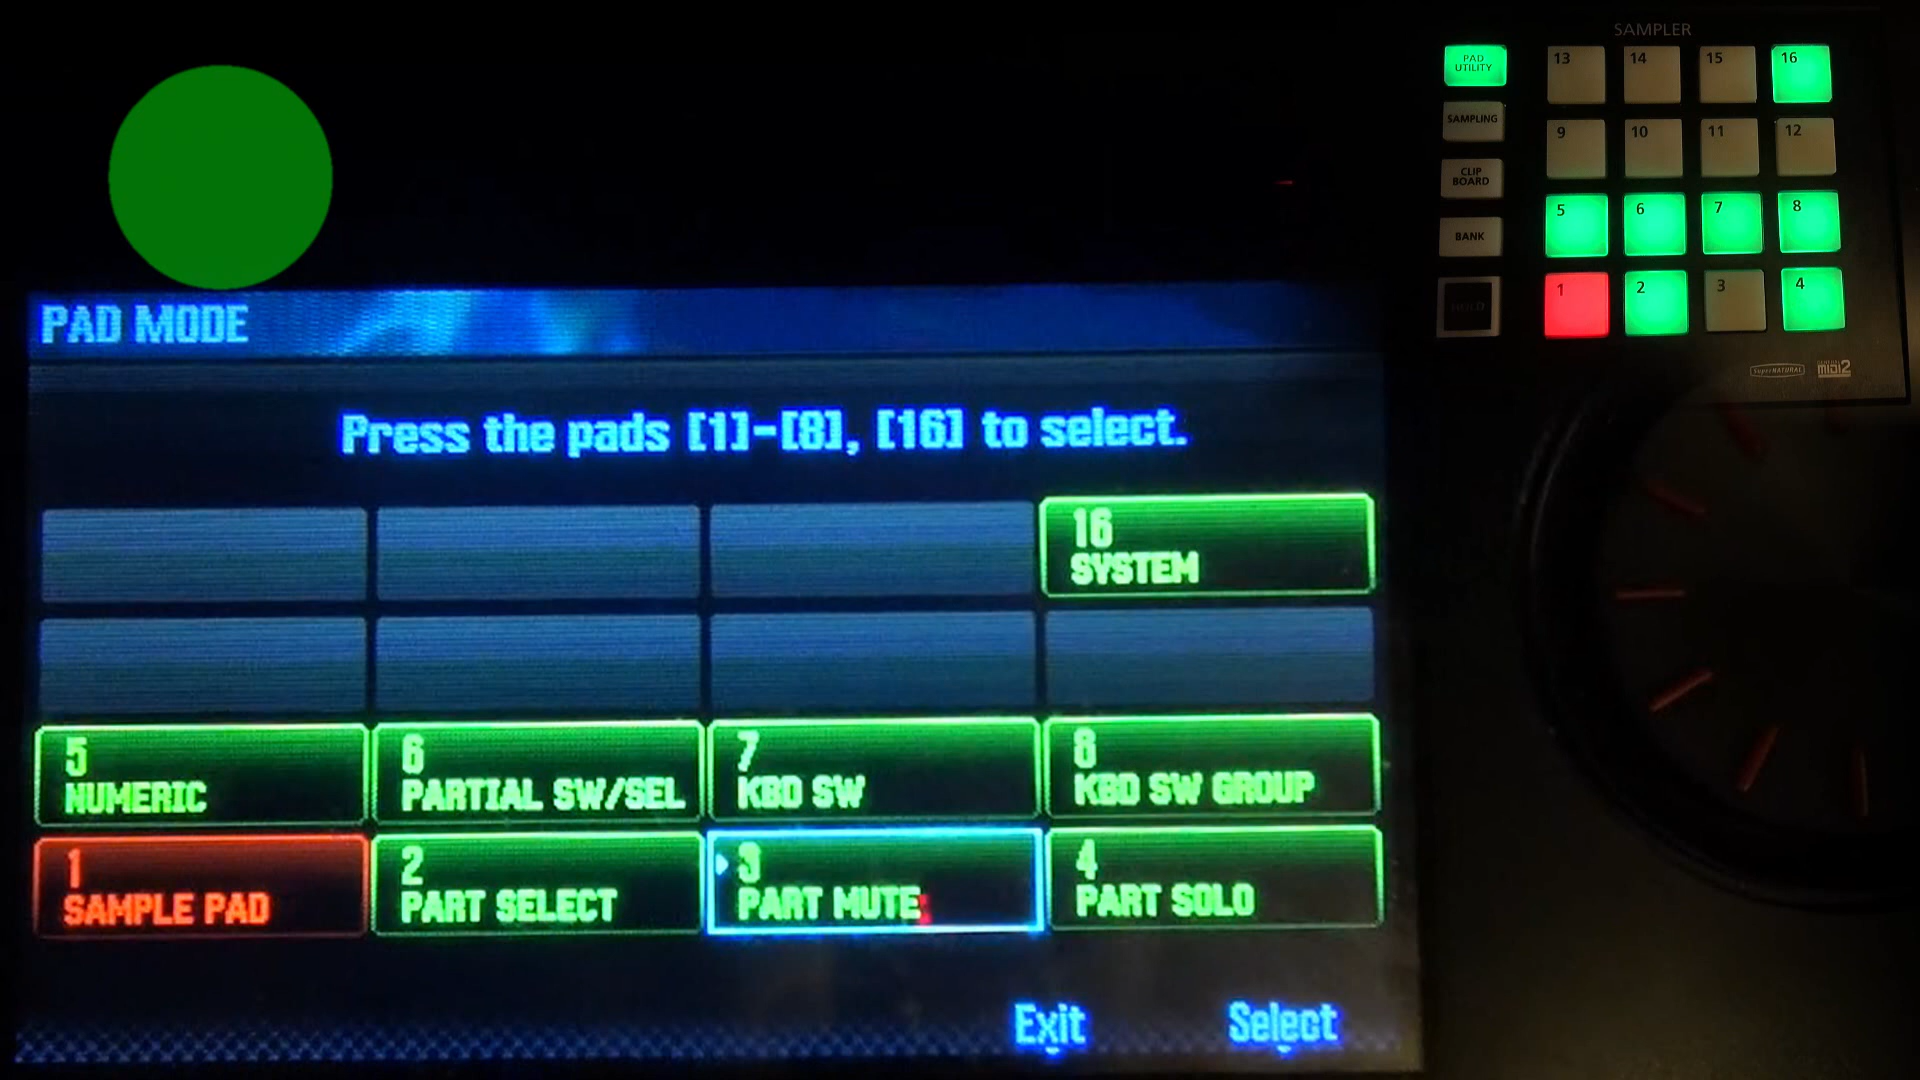 SAMPLER
PAD
UTILITY
13
14
15
16
SAMPLING
9
10
11
12
CLIP
BOARD
5
6
7
8
BANK
1
2
3
4
HOLD
SuperNATURAL
midi2
PAD MODE
Press the pads [1]-[8], [16] to select.
16
SYSTEM
5
NUMERIC
6
PARTIAL SW/SEL
7
KBD SW
8
KBD SW GROUP
1
SAMPLE PAD
2
PART SELECT
3
PART MUTE
4
PART SOLO
Exit
Select